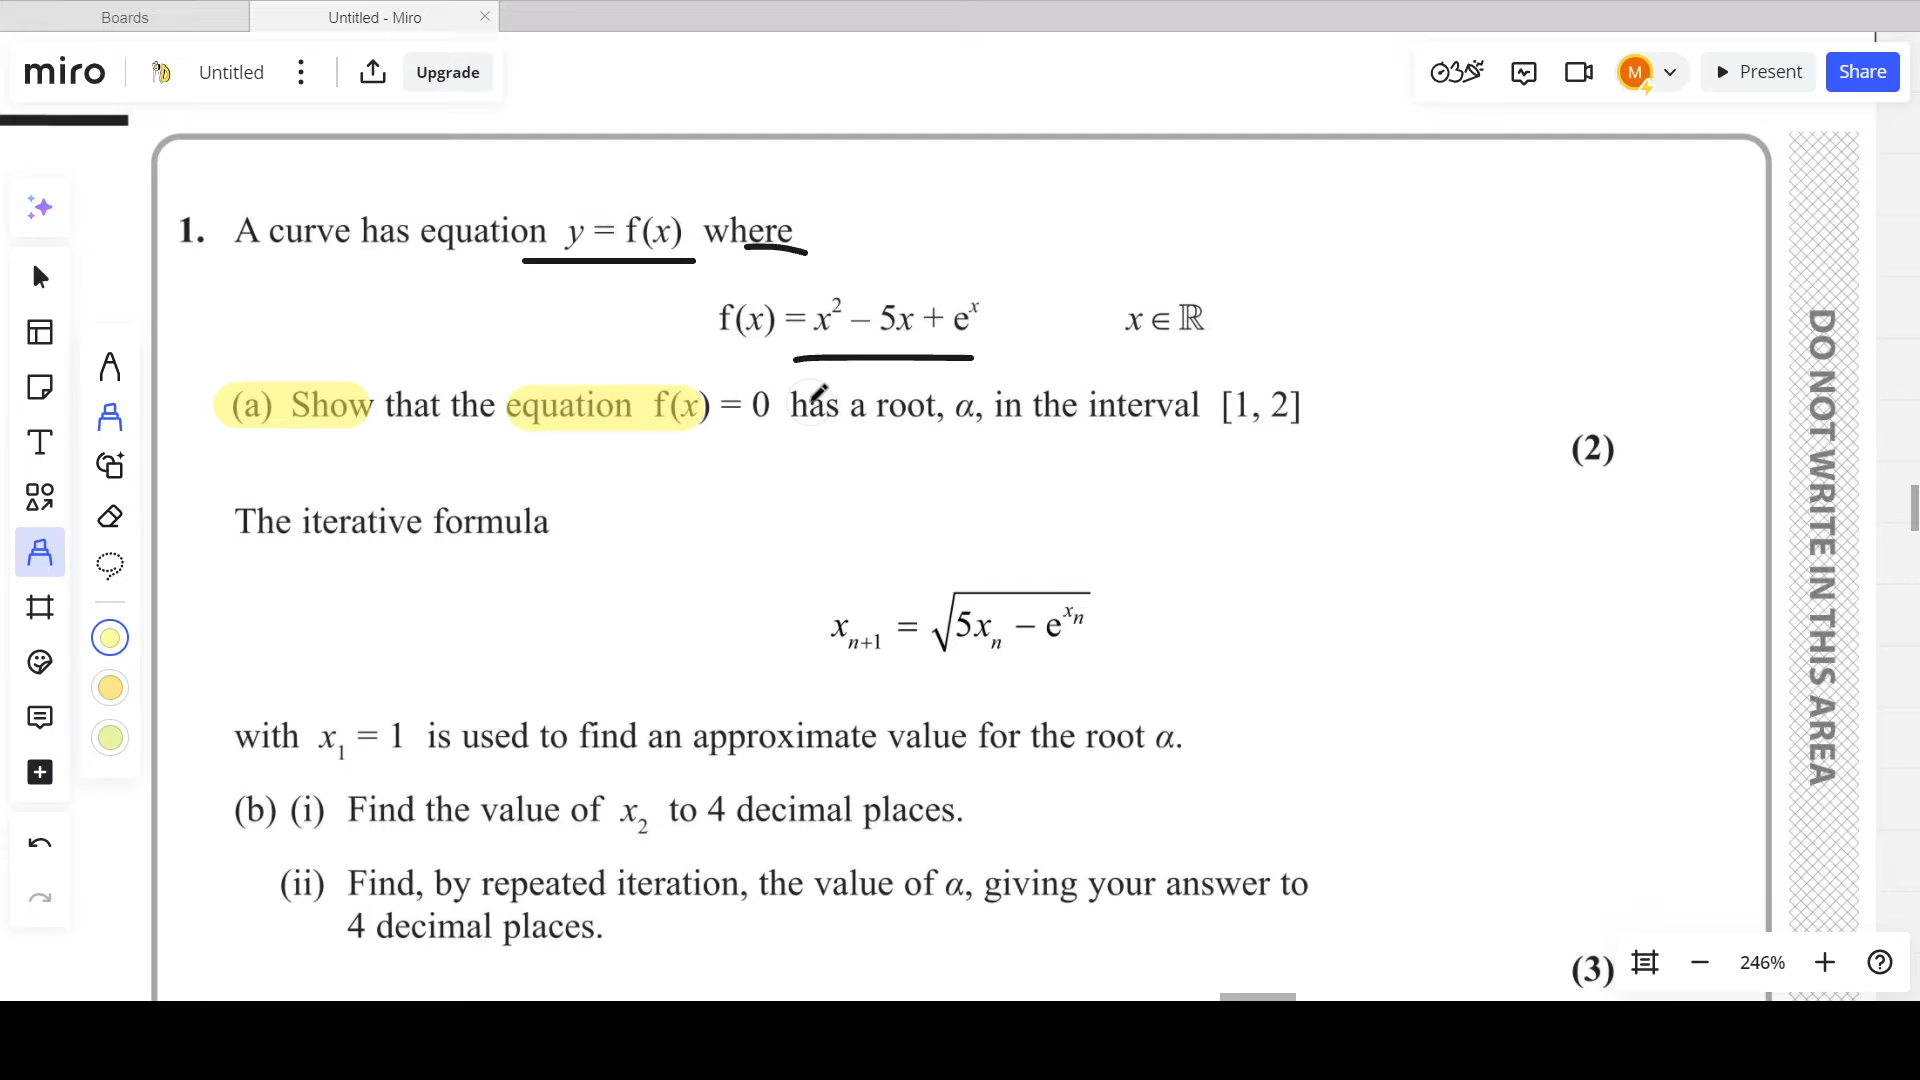 Boards
Untitled - Miro
miro
Untitled
Upgrade
M
Present
Share
1. A curve has equation y = f(x) where
f(x) = x² – 5x + eˣ x ∈ ℝ
(a) Show that the equation f(x) = 0 has a root, α, in the interval [1, 2]
(2)
The iterative formula
xₙ₊₁ = √(5xₙ – e^(xₙ))
with x₁ = 1 is used to find an approximate value for the root α.
(b) (i) Find the value of x₂ to 4 decimal places.
(ii) Find, by repeated iteration, the value of α, giving your answer to
4 decimal places.
(3)
246%
DO NOT WRITE IN THIS AREA